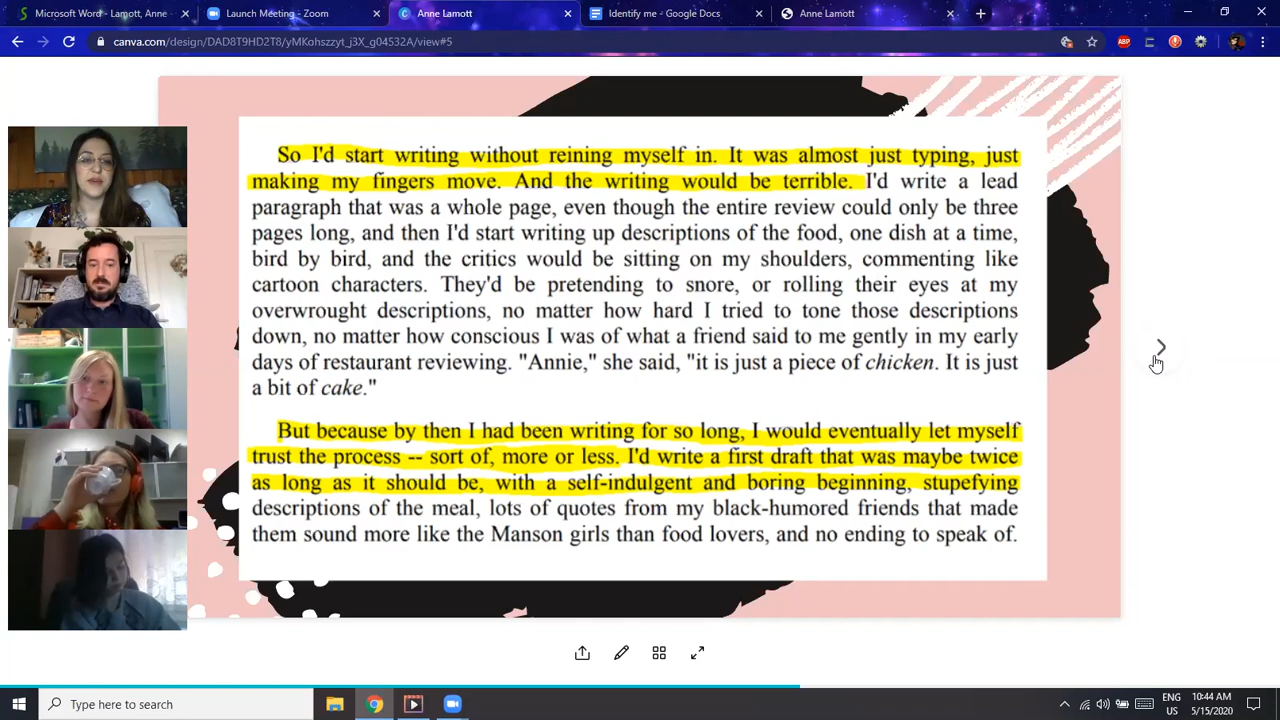 Microsoft Word - Lamott, Anne -
Launch Meeting - Zoom
Anne Lamott
Identify me - Google Docs
Anne Lamott
canva.com/design/DAD8T9HD2T8/yMKohszzyt_j3X_g04532A/view#5
So I'd start writing without reining myself in. It was almost just typing, just
making my fingers move. And the writing would be terrible. I'd write a lead
paragraph that was a whole page, even though the entire review could only be three
pages long, and then I'd start writing up descriptions of the food, one dish at a time,
bird by bird, and the critics would be sitting on my shoulders, commenting like
cartoon characters. They'd be pretending to snore, or rolling their eyes at my
overwrought descriptions, no matter how hard I tried to tone those descriptions
down, no matter how conscious I was of what a friend said to me gently in my early
days of restaurant reviewing. "Annie," she said, "it is just a piece of chicken. It is just
a bit of cake."
But because by then I had been writing for so long, I would eventually let myself
trust the process -- sort of, more or less. I'd write a first draft that was maybe twice
as long as it should be, with a self-indulgent and boring beginning, stupefying
descriptions of the meal, lots of quotes from my black-humored friends that made
them sound more like the Manson girls than food lovers, and no ending to speak of.
Type here to search
ENG
US
10:44 AM
5/15/2020
ABP